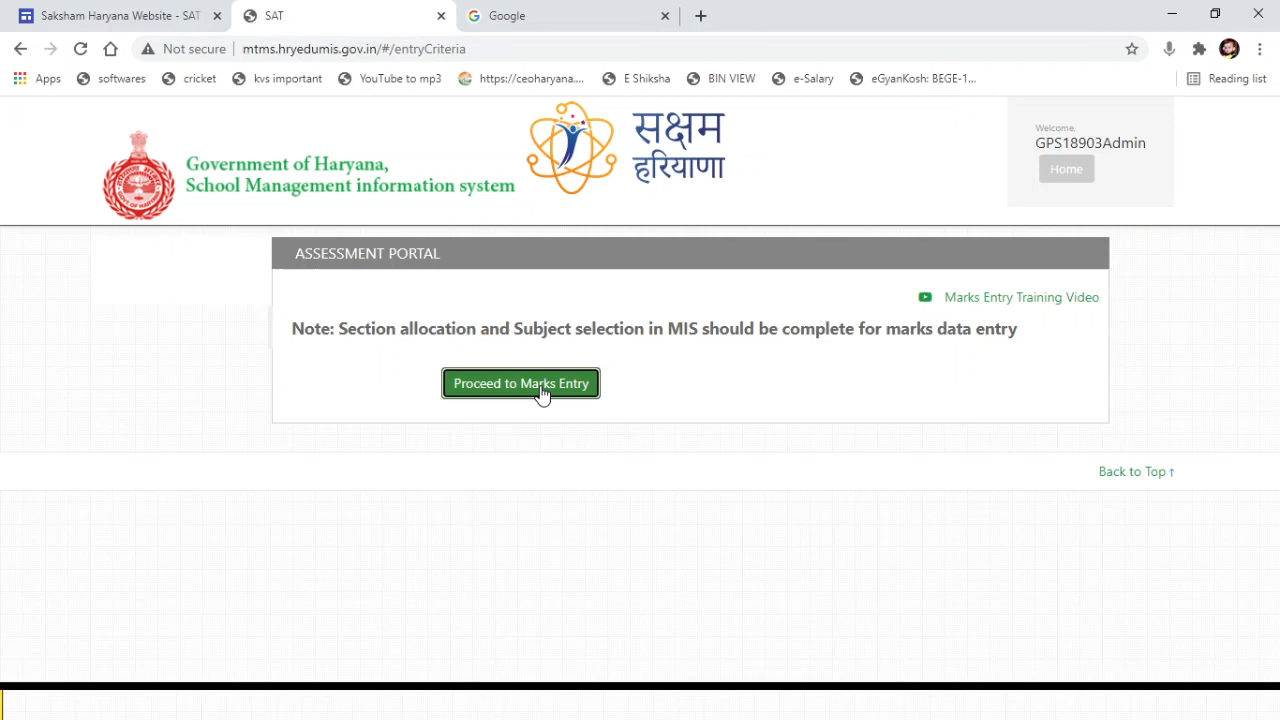 Saksham Haryana Website - SAT
SAT
Google
Not secure
mtms.hryedumis.gov.in/#/entryCriteria
Apps
softwares
cricket
kvs important
YouTube to mp3
https://ceoharyana....
E Shiksha
BIN VIEW
e-Salary
eGyanKosh: BEGE-1...
Reading list
Government of Haryana,
School Management information system
सक्षम
हरियाणा
Welcome,
GPS18903Admin
Home
ASSESSMENT PORTAL
Marks Entry Training Video
Note: Section allocation and Subject selection in MIS should be complete for marks data entry
Proceed to Marks Entry
Back to Top ↑